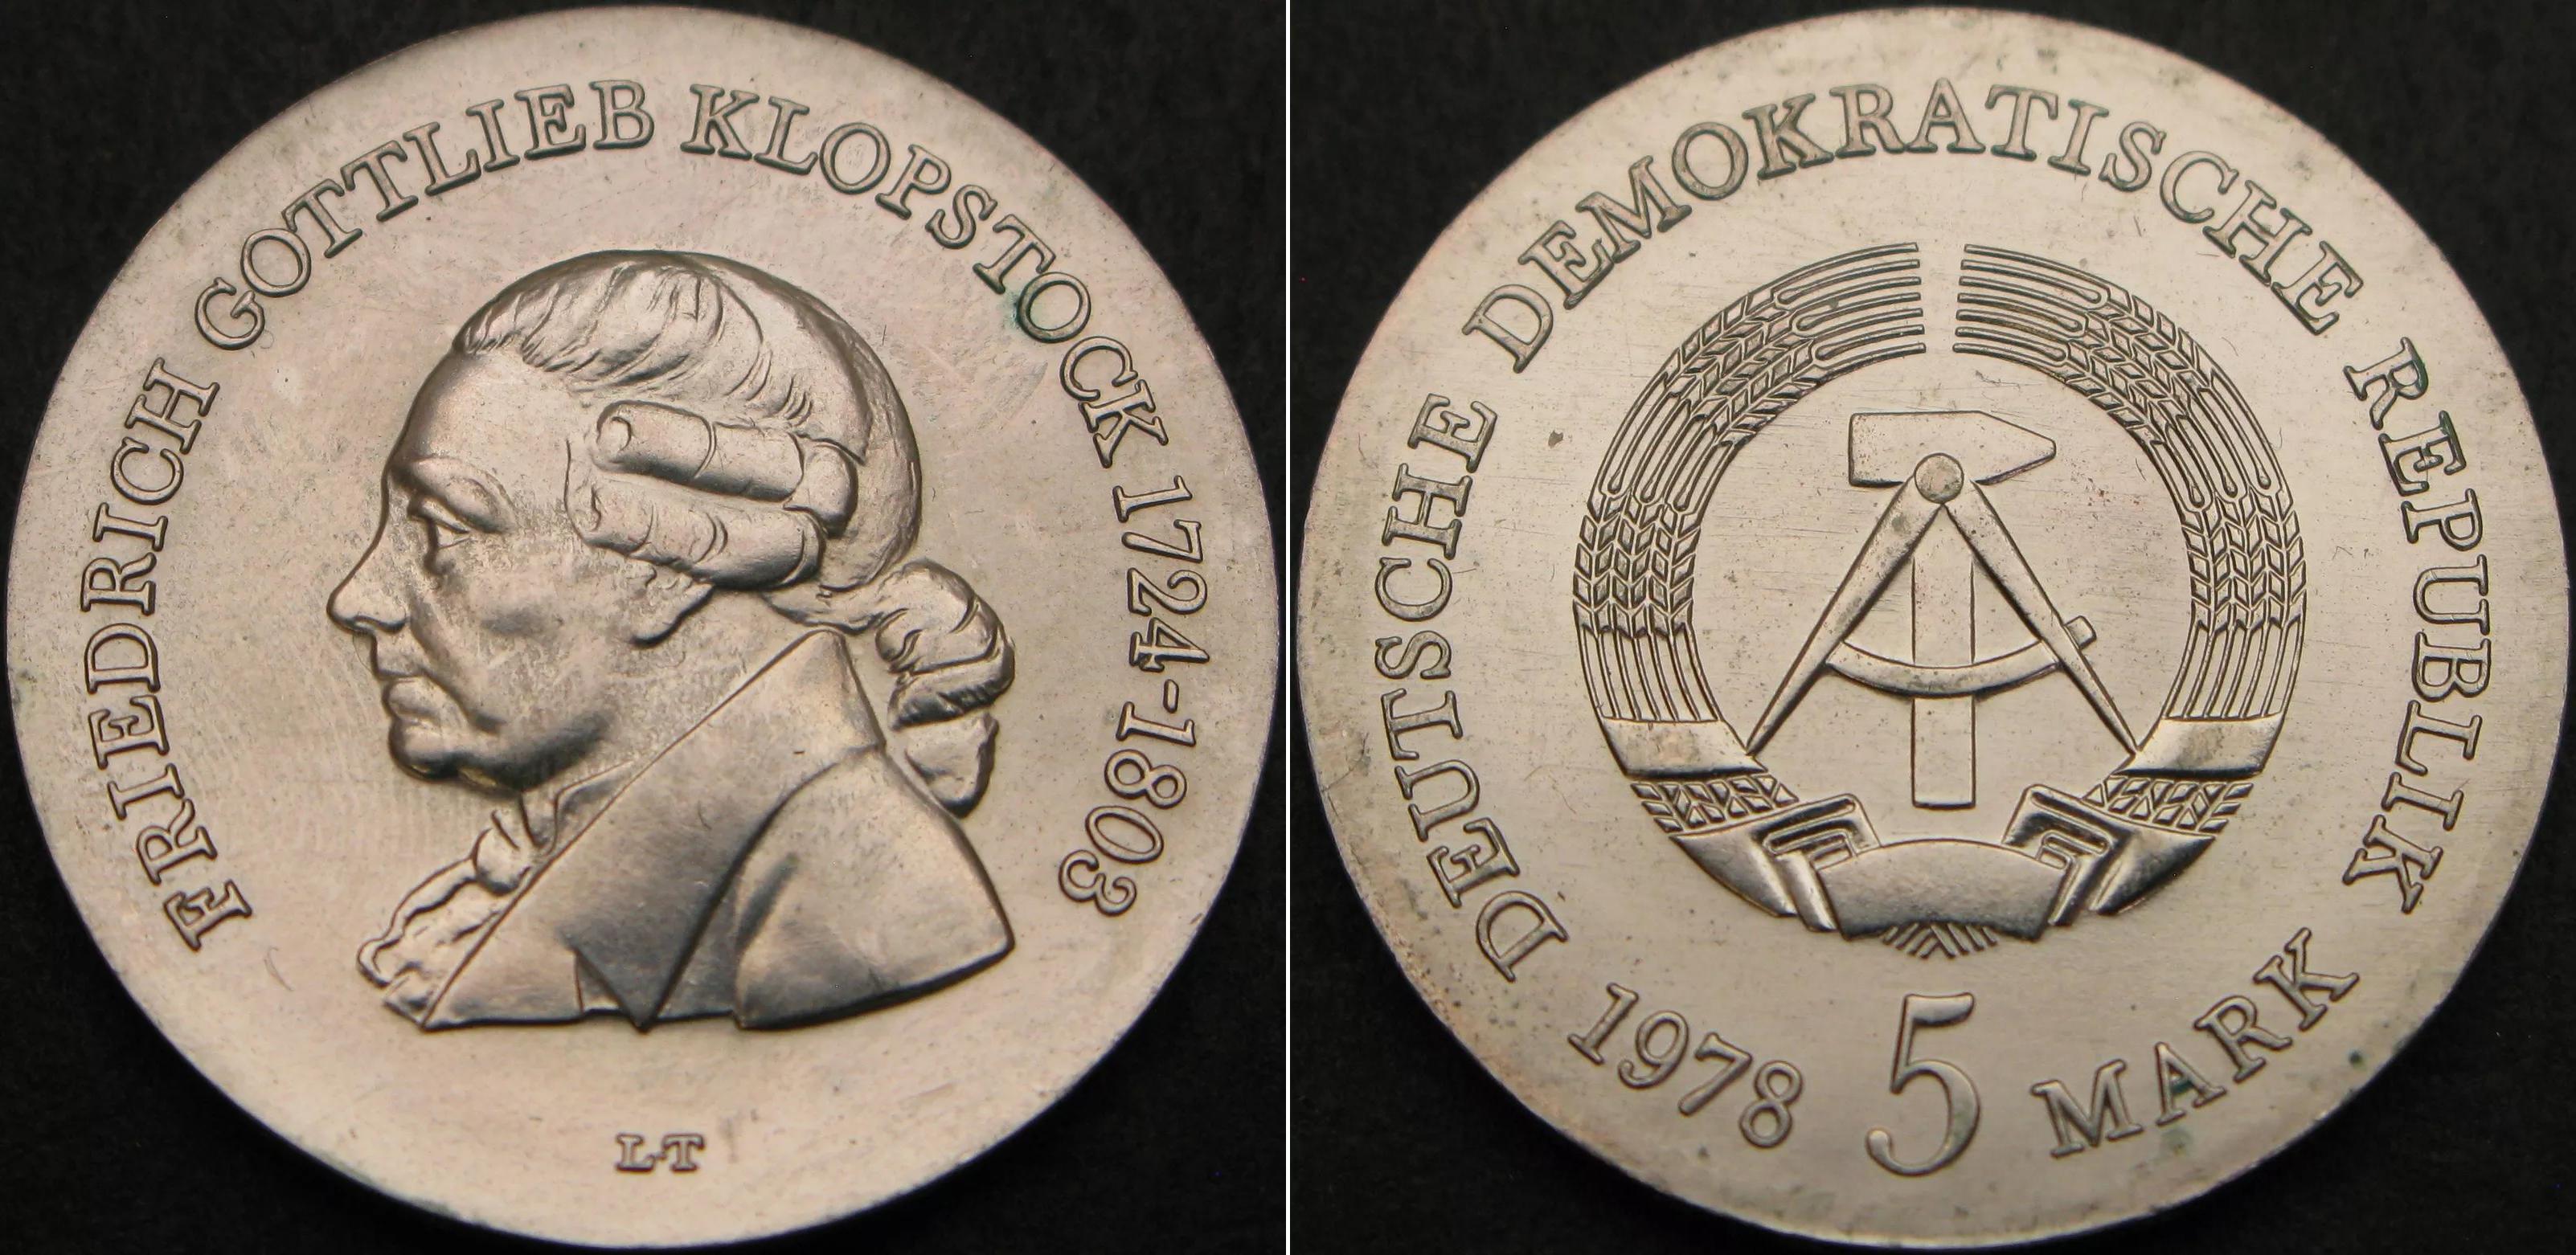 FRIEDRICH GOTTLIEB KLOPSTOCK 1724-1803
L·T
DEUTSCHE DEMOKRATISCHE REPUBLIK
1978 5 MARK